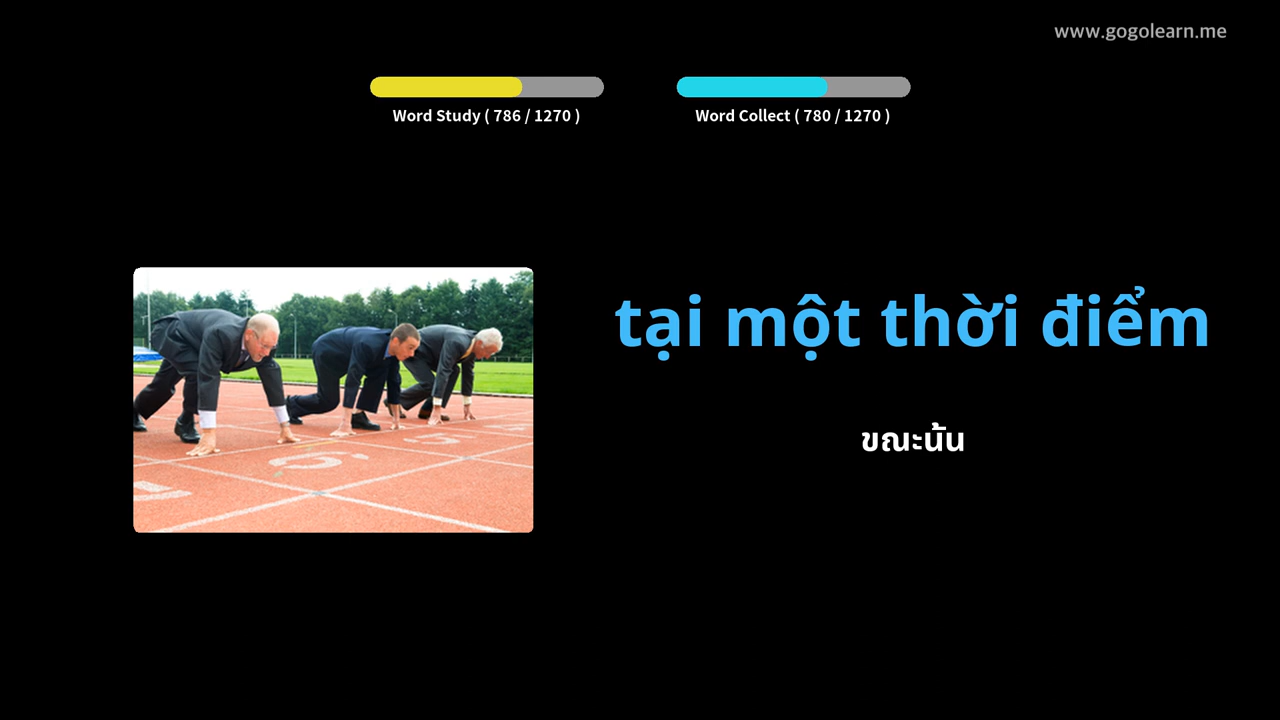 www.gogolearn.me
Word Study ( 786 / 1270 )
Word Collect ( 780 / 1270 )
tại một thời điểm
ขณะนั้น